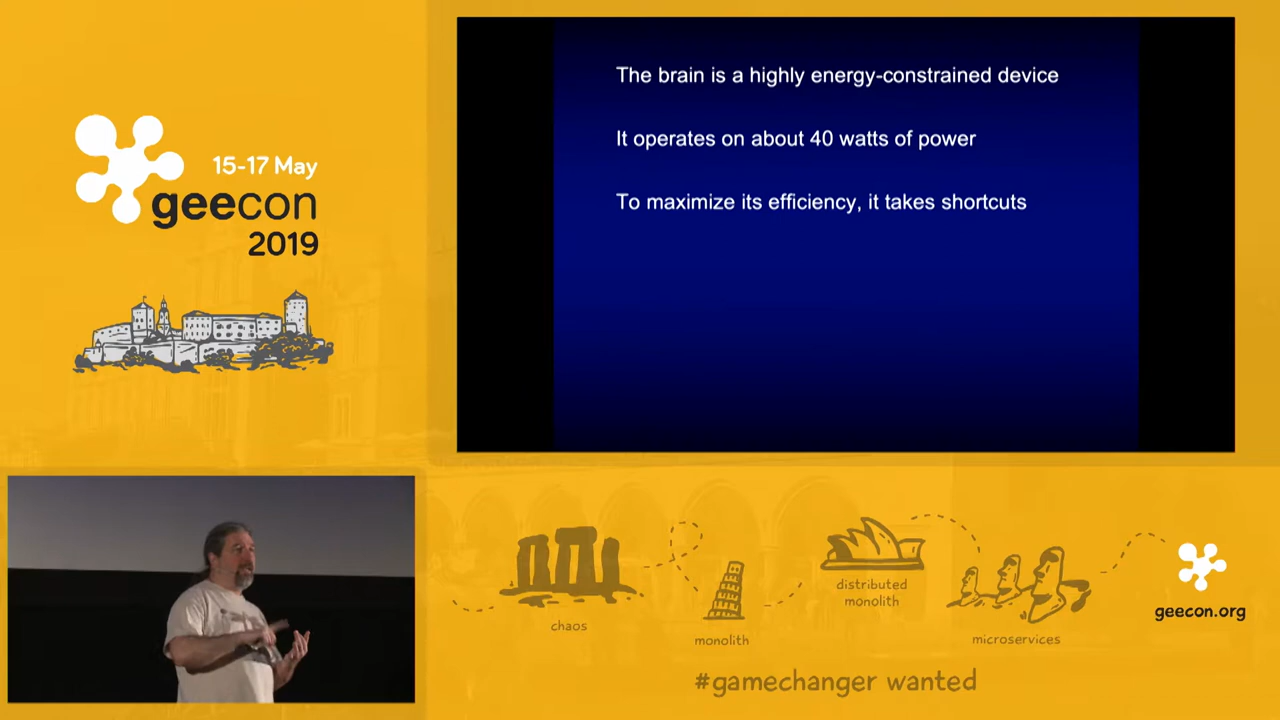 15-17 May
geecon
2019
The brain is a highly energy-constrained device
It operates on about 40 watts of power
To maximize its efficiency, it takes shortcuts
chaos
monolith
distributed
monolith
microservices
geecon.org
#gamechanger wanted